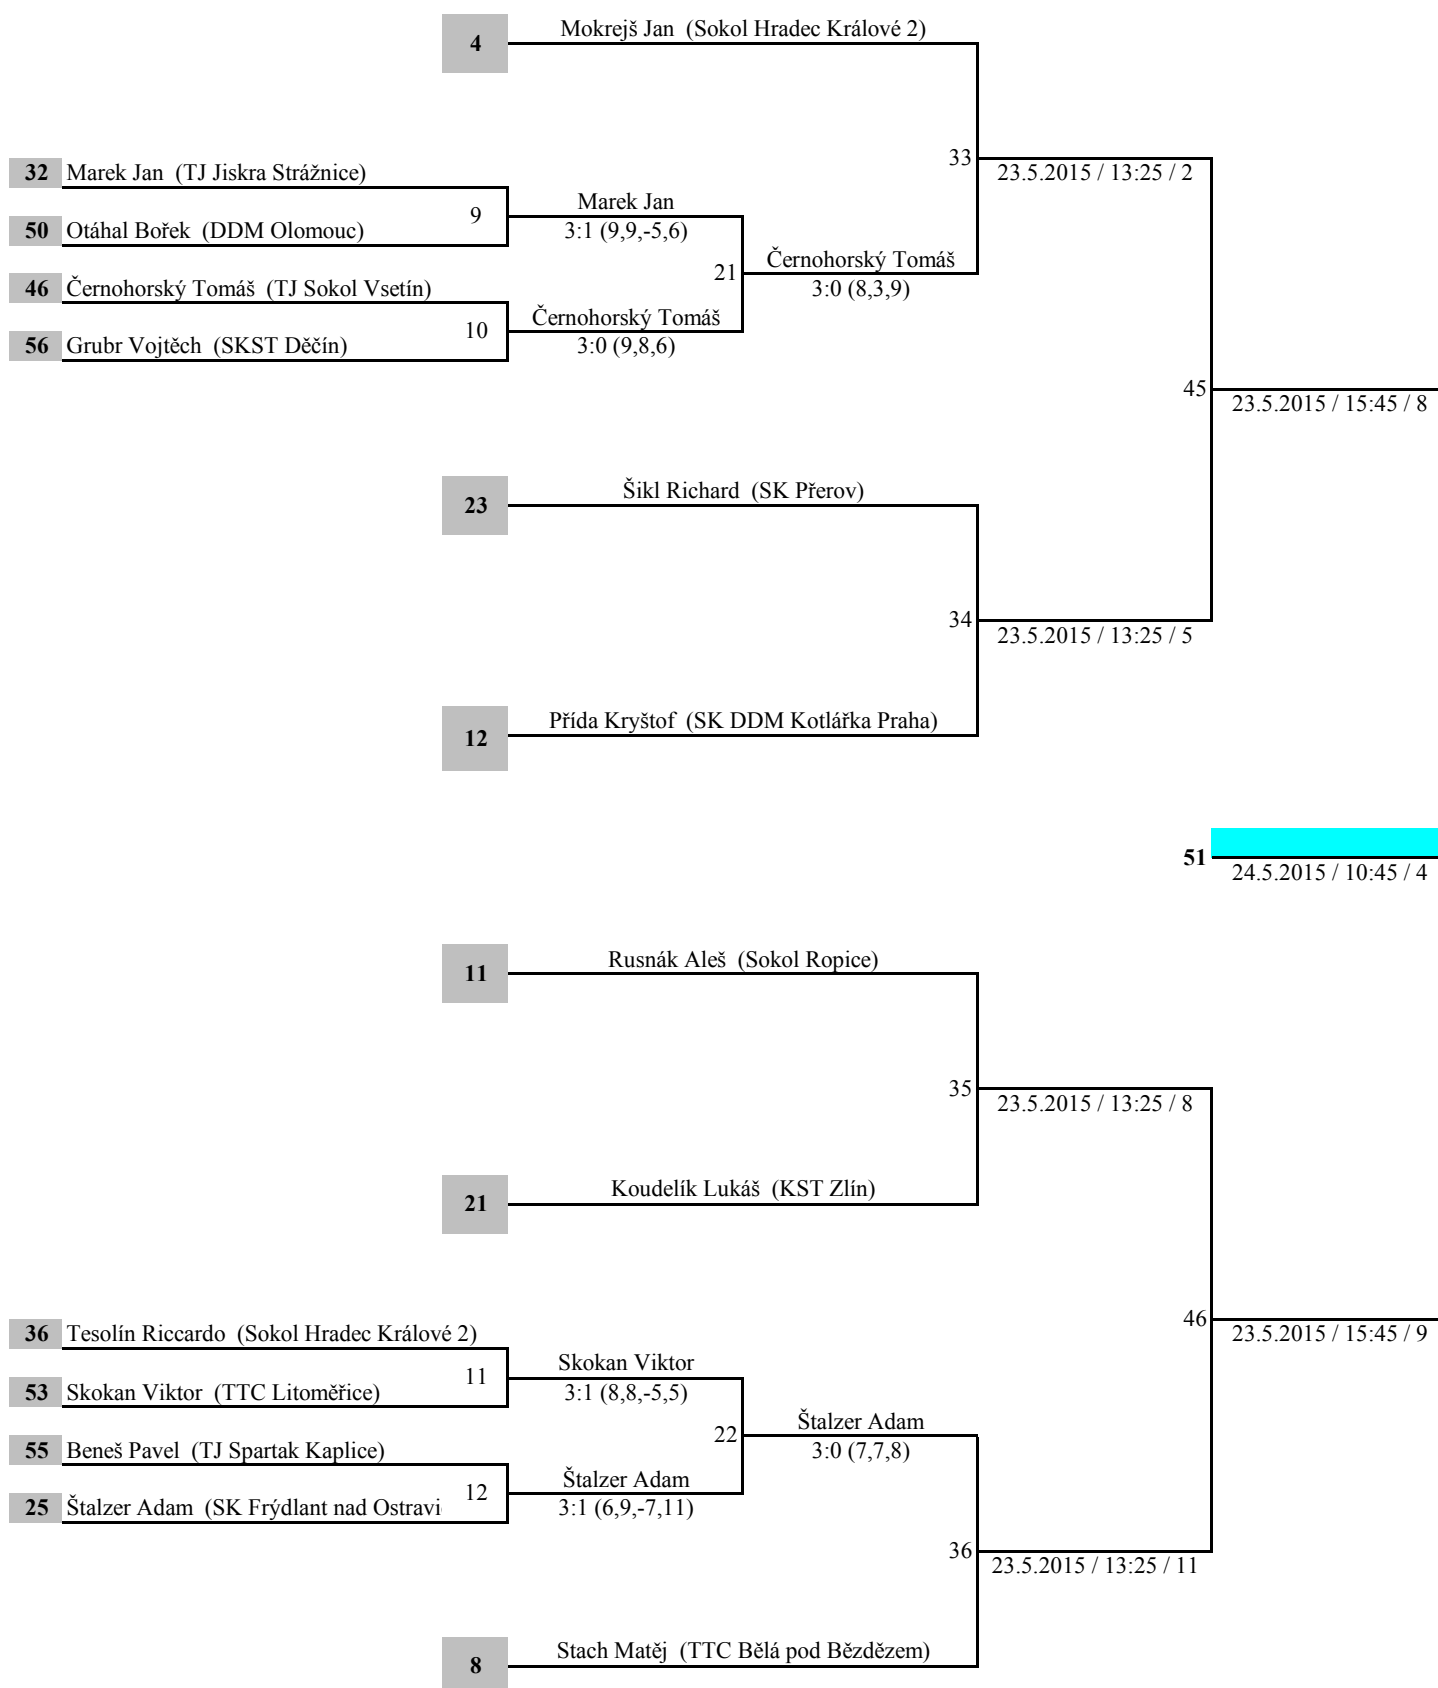 4 Mokrejš Jan (Sokol Hradec Králové 2)
33
23.5.2015 / 13:25 / 2
32 Marek Jan (TJ Jiskra Strážnice)
9
Marek Jan
3:1 (9,9,-5,6)
50 Otáhal Bořek (DDM Olomouc)
21
Černohorský Tomáš
3:0 (8,3,9)
46 Černohorský Tomáš (TJ Sokol Vsetín)
10
Černohorský Tomáš
3:0 (9,8,6)
56 Grubr Vojtěch (SKST Děčín)
45
23.5.2015 / 15:45 / 8
23 Šikl Richard (SK Přerov)
34
23.5.2015 / 13:25 / 5
12 Přída Kryštof (SK DDM Kotlářka Praha)
51
24.5.2015 / 10:45 / 4
11 Rusnák Aleš (Sokol Ropice)
35
23.5.2015 / 13:25 / 8
21 Koudelík Lukáš (KST Zlín)
46
23.5.2015 / 15:45 / 9
36 Tesolín Riccardo (Sokol Hradec Králové 2)
11
Skokan Viktor
3:1 (8,8,-5,5)
53 Skokan Viktor (TTC Litoměřice)
22
Štalzer Adam
3:0 (7,7,8)
55 Beneš Pavel (TJ Spartak Kaplice)
12
Štalzer Adam
3:1 (6,9,-7,11)
25 Štalzer Adam (SK Frýdlant nad Ostravi
36
23.5.2015 / 13:25 / 11
8 Stach Matěj (TTC Bělá pod Bězdězem)